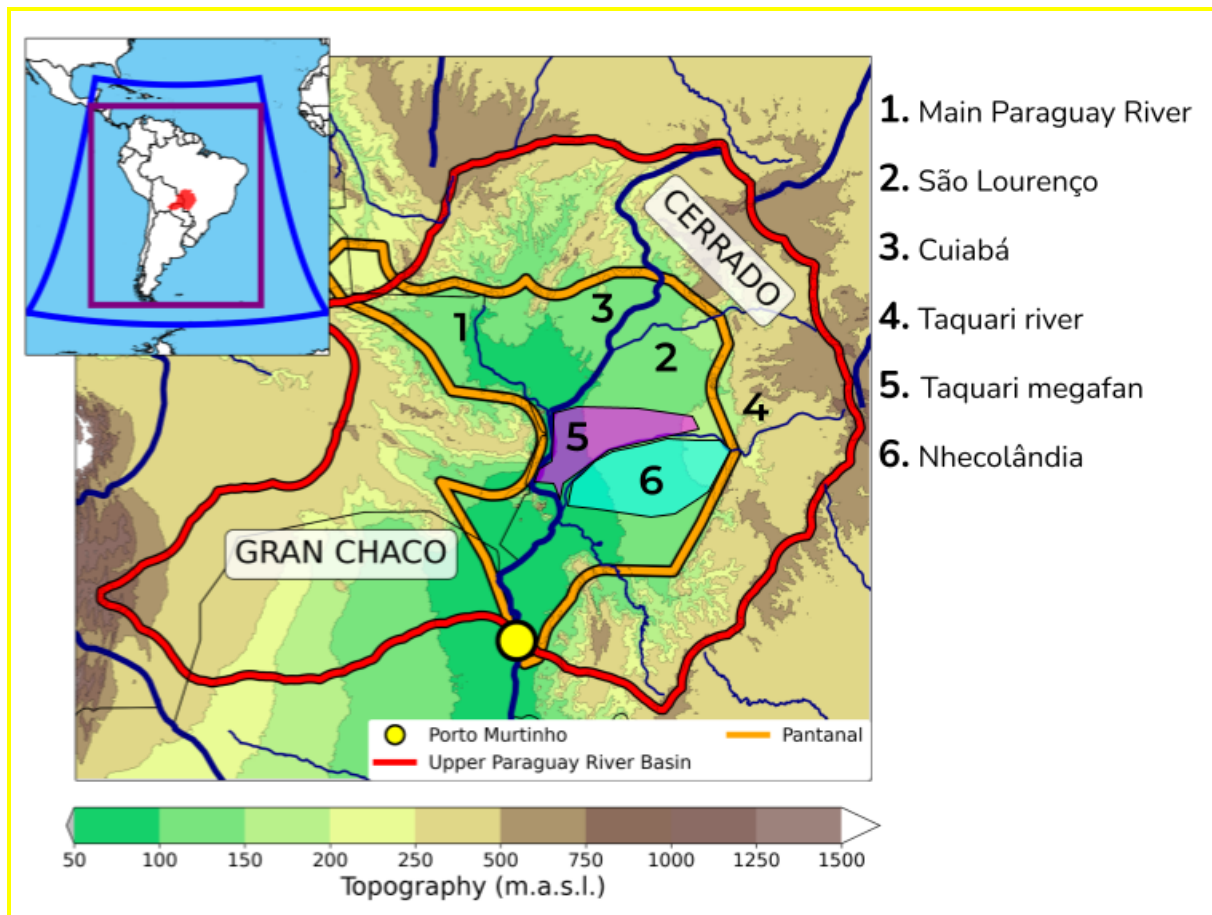 1. Main Paraguay River
2. São Lourenço
3. Cuiabá
4. Taquari river
5. Taquari megafan
6. Nhecolândia
CERRADO
3
1
2
4
5
6
GRAN CHACO
Porto Murtinho
Pantanal
Upper Paraguay River Basin
50 100 150 200 250 500 750 1000 1250 1500
Topography (m.a.s.l.)